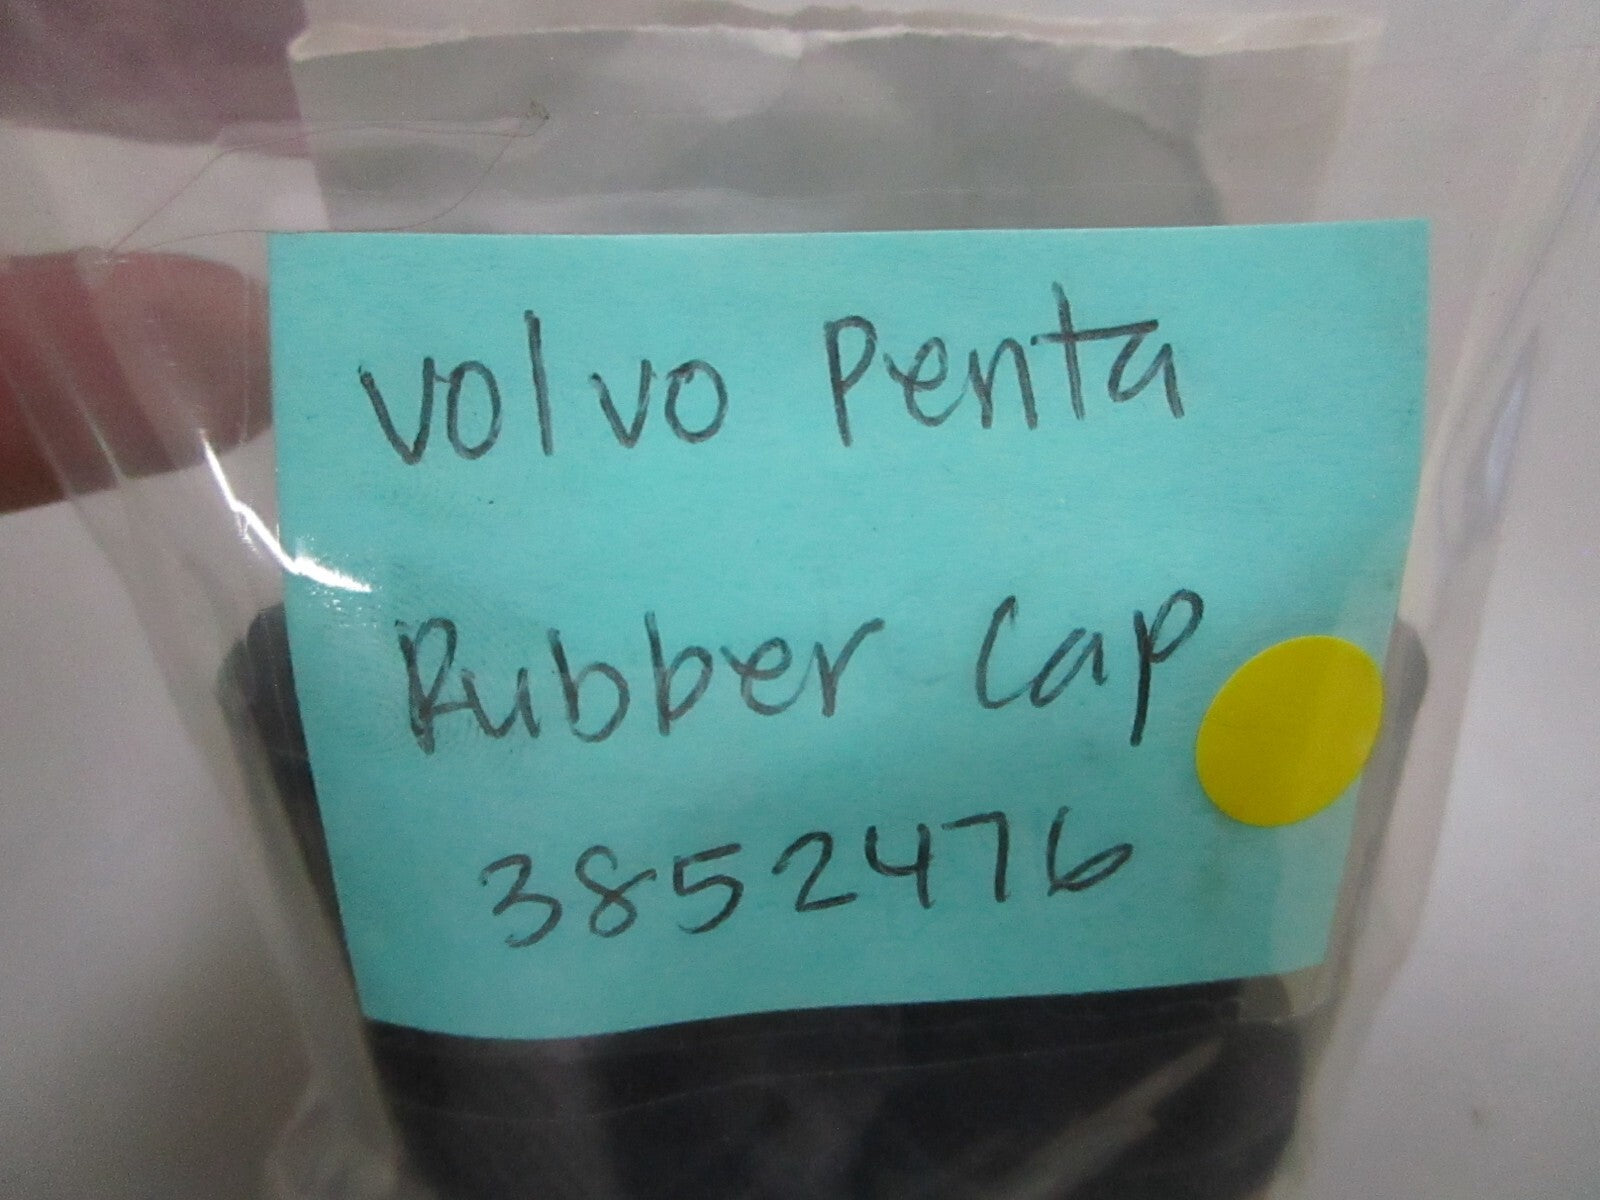 Volvo Penta
Rubber Cap
3852476